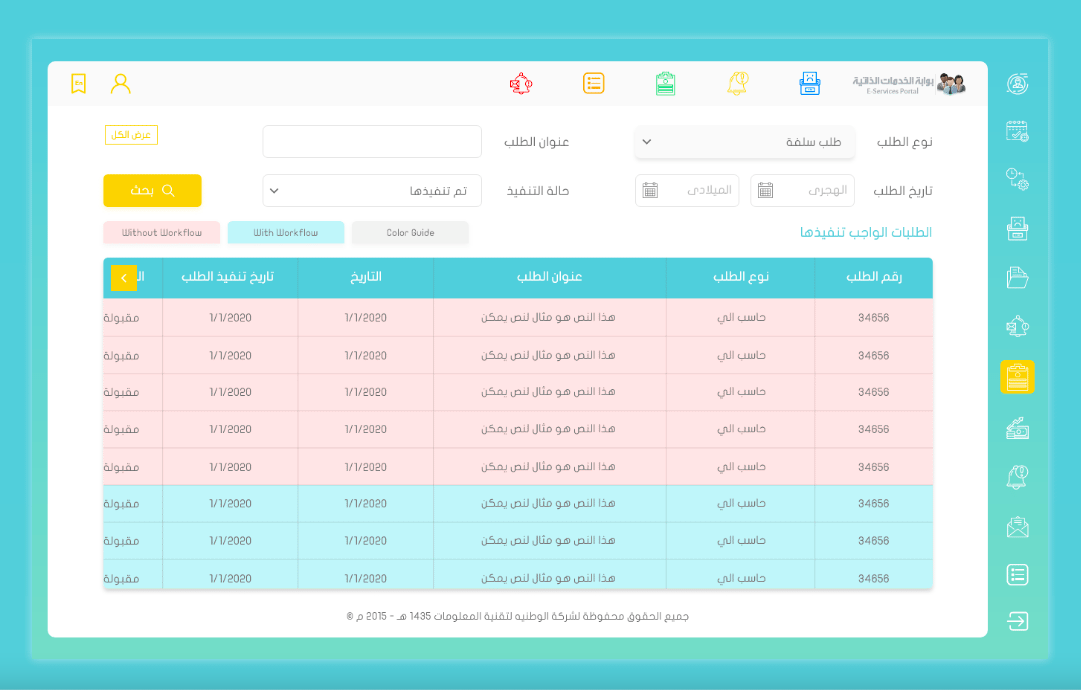 بوابة الخدمات الذاتية
E-Services Portal
En
نوع الطلب
طلب سلفة
عنوان الطلب
عرض الكل
تاريخ الطلب
الهجري
الميلادى
حالة التنفيذ
تم تنفيذها
بحث
الطلبات الواجب تنفيذها
Color Guide
With Workflow
Without Workflow
رقم الطلب نوع الطلب عنوان الطلب التاريخ تاريخ تنفيذ الطلب
34656 حاسب الي هذا النص هو مثال لنص يمكن 1/1/2020 1/1/2020 مقبولة
34656 حاسب الي هذا النص هو مثال لنص يمكن 1/1/2020 1/1/2020 مقبولة
34656 حاسب الي هذا النص هو مثال لنص يمكن 1/1/2020 1/1/2020 مقبولة
34656 حاسب الي هذا النص هو مثال لنص يمكن 1/1/2020 1/1/2020 مقبولة
34656 حاسب الي هذا النص هو مثال لنص يمكن 1/1/2020 1/1/2020 مقبولة
34656 حاسب الي هذا النص هو مثال لنص يمكن 1/1/2020 1/1/2020 مقبولة
34656 حاسب الي هذا النص هو مثال لنص يمكن 1/1/2020 1/1/2020 مقبولة
34656 حاسب الي هذا النص هو مثال لنص يمكن 1/1/2020 1/1/2020 مقبولة
جميع الحقوق محفوظة لشركة الوطنيه لتقنية المعلومات 1435 هـ - 2015 م ©